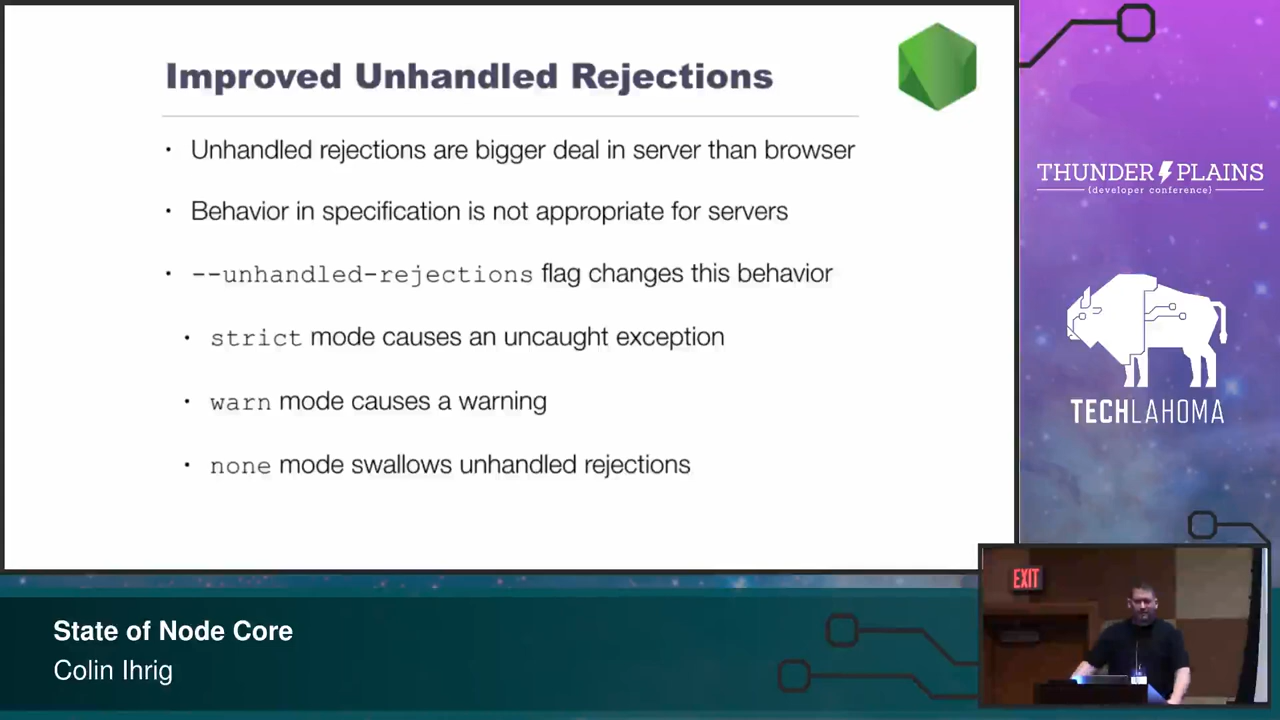 Improved Unhandled Rejections
• Unhandled rejections are bigger deal in server than browser
• Behavior in specification is not appropriate for servers
• --unhandled-rejections flag changes this behavior
• strict mode causes an uncaught exception
• warn mode causes a warning
• none mode swallows unhandled rejections
THUNDER PLAINS
{developer conference}
TECHLAHOMA
EXIT
State of Node Core
Colin Ihrig